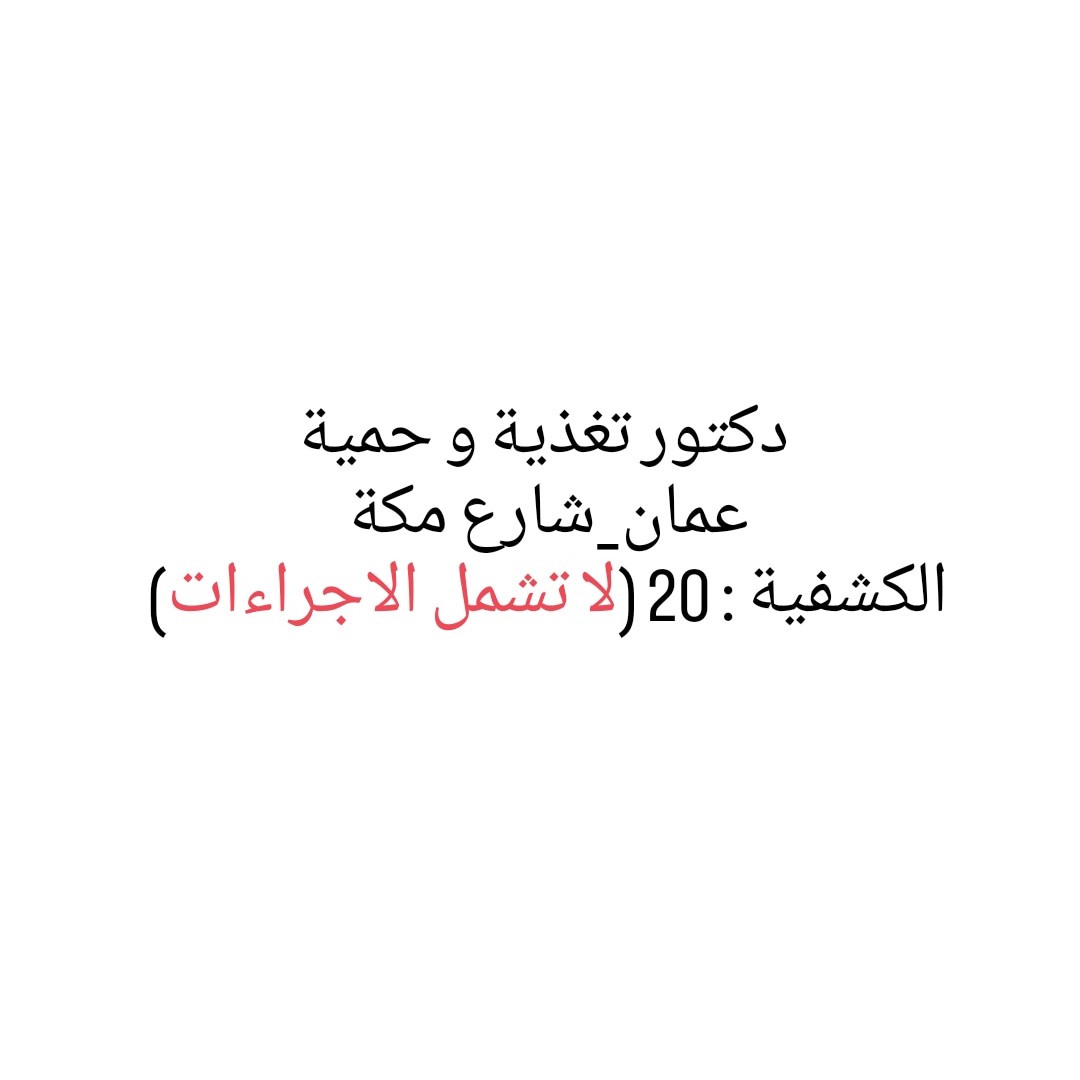 دكتور تغذية و حمية
عمان_شارع مكة
الكشفية : 20 (لا تشمل الاجراءات)